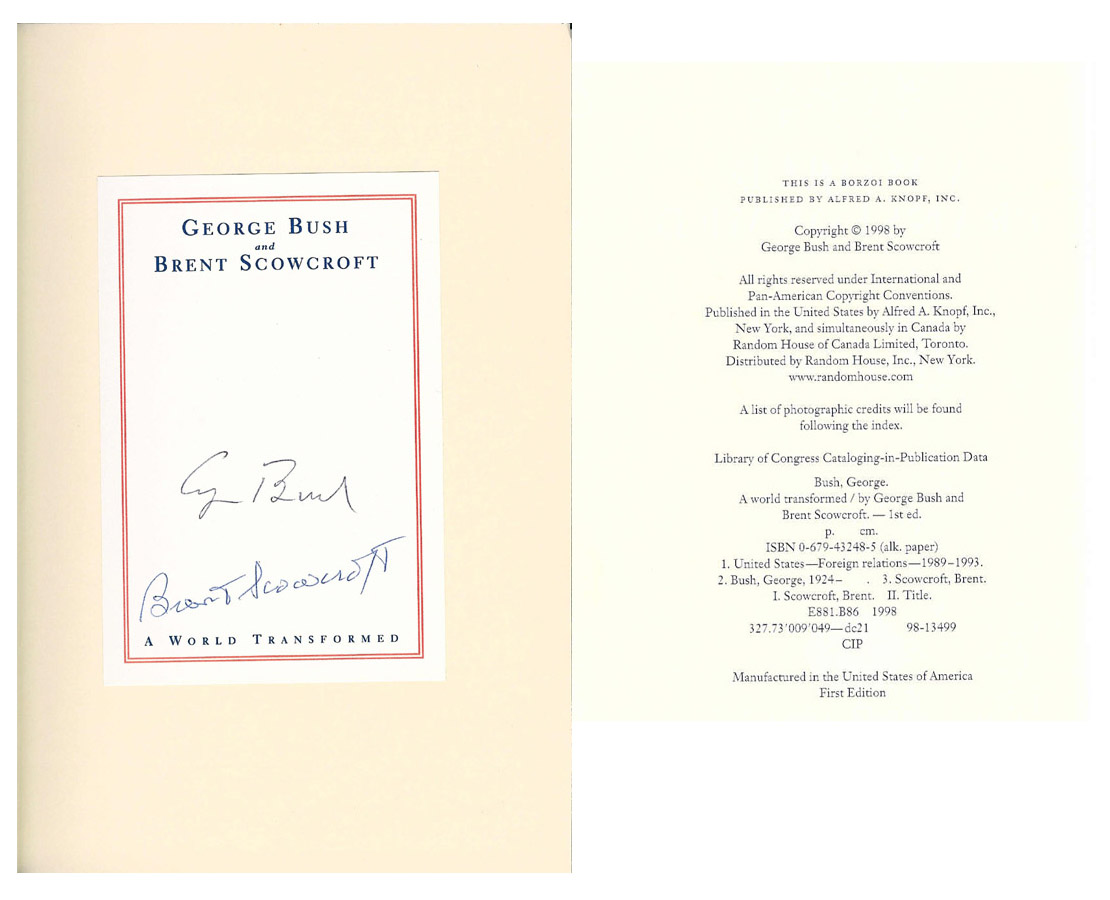 GEORGE BUSH
and
BRENT SCOWCROFT
George Bush
Brent Scowcroft
A WORLD TRANSFORMED
THIS IS A BORZOI BOOK
PUBLISHED BY ALFRED A. KNOPF, INC.
Copyright © 1998 by
George Bush and Brent Scowcroft
All rights reserved under International and
Pan-American Copyright Conventions.
Published in the United States by Alfred A. Knopf, Inc.,
New York, and simultaneously in Canada by
Random House of Canada Limited, Toronto.
Distributed by Random House, Inc., New York.
www.randomhouse.com
A list of photographic credits will be found
following the index.
Library of Congress Cataloging-in-Publication Data
Bush, George.
A world transformed / by George Bush and
Brent Scowcroft. — 1st ed.
p. cm.
ISBN 0-679-43248-5 (alk. paper)
1. United States—Foreign relations—1989–1993.
2. Bush, George, 1924– . 3. Scowcroft, Brent.
I. Scowcroft, Brent. II. Title.
E881.B86 1998
327.73'009'049—dc21 98-13499
CIP
Manufactured in the United States of America
First Edition